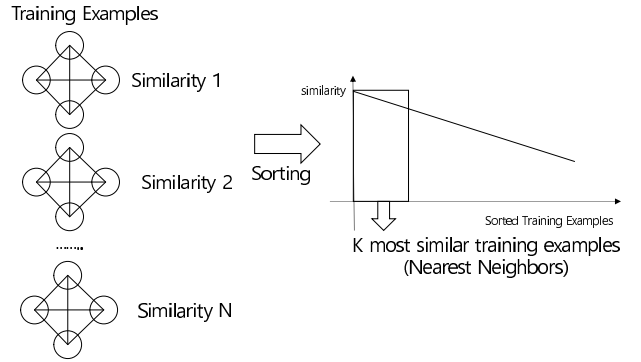 Training Examples
Similarity 1
Similarity 2
.......
Similarity N
Sorting
similarity
Sorted Training Examples
K most similar training examples
(Nearest Neighbors)